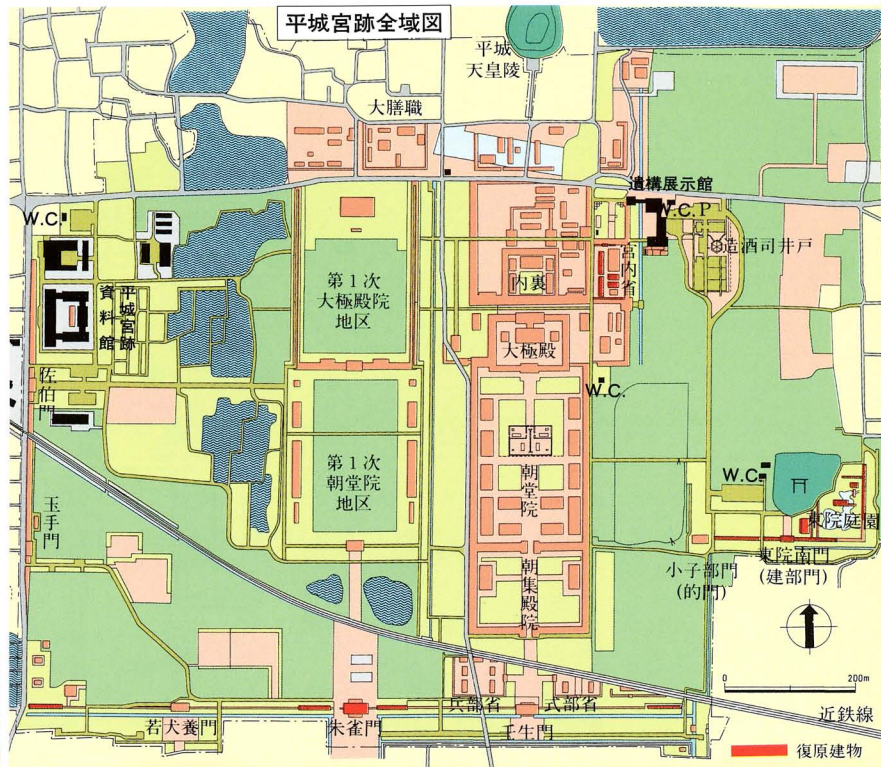 平城宮跡全域図
平城
天皇陵
大膳職
遺構展示館
W.C.
W.C.P
造酒司井戸
宮内省
内裏
第1次
大極殿院
地区
平城宮跡
資料館
大極殿
佐伯門
W.C.
第1次
朝堂院
地区
朝堂院
W.C.
玉手門
東院庭園
東院南門
(建部門)
小子部門
(的門)
朝集殿院
0
200m
兵部省
式部省
近鉄線
若犬養門
朱雀門
壬生門
復原建物